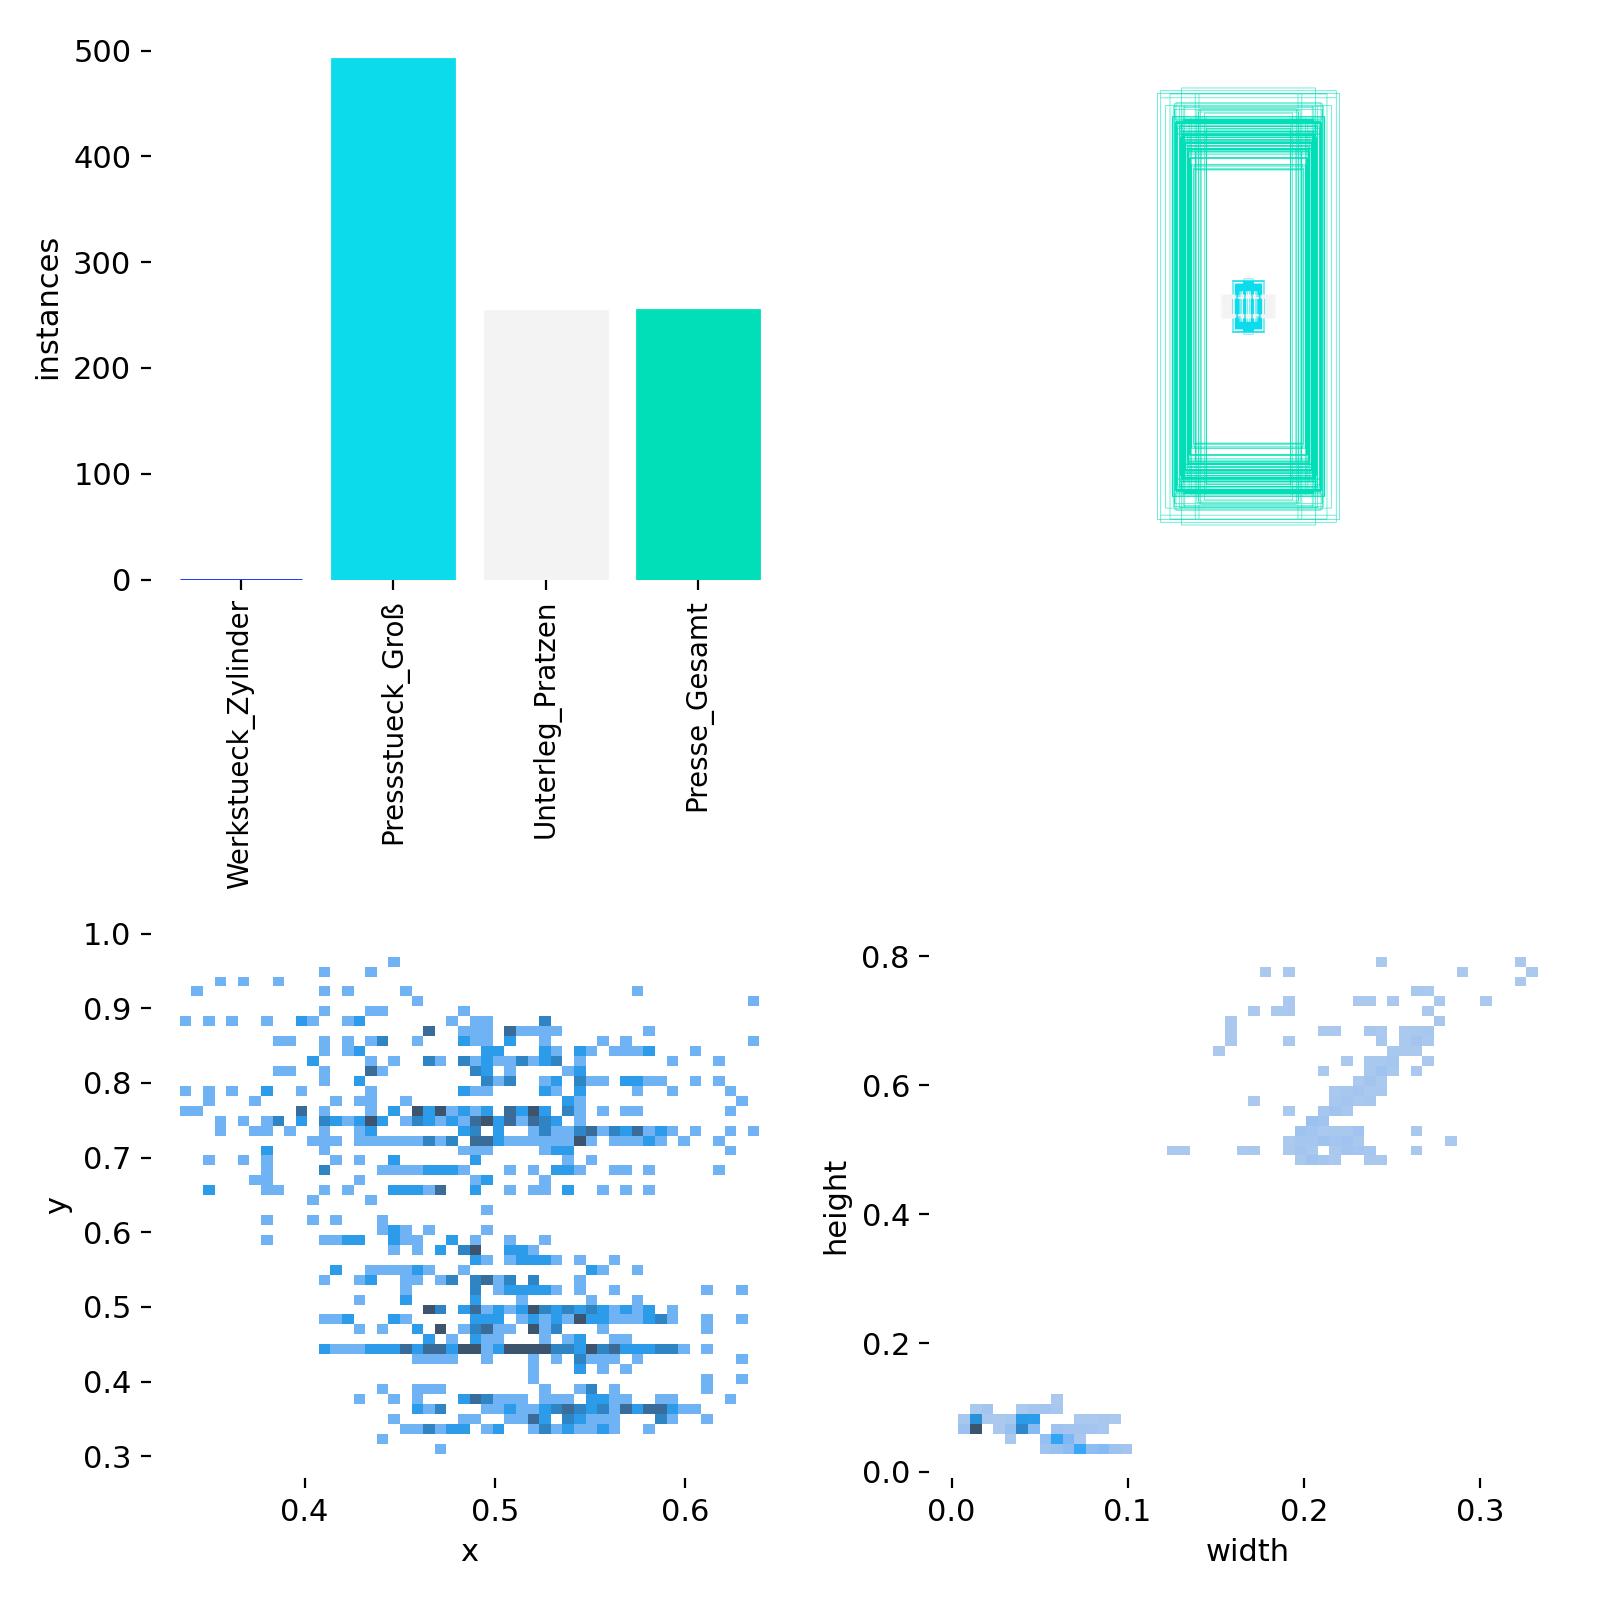 500
400
300
200
100
0
instances
Werkstueck_Zylinder
Pressstueck_Groß
Unterleg_Pratzen
Presse_Gesamt
1.0
0.9
0.8
0.7
0.6
0.5
0.4
0.3
y
0.4 0.5 0.6
x
0.8
0.6
0.4
0.2
0.0
height
0.0 0.1 0.2 0.3
width